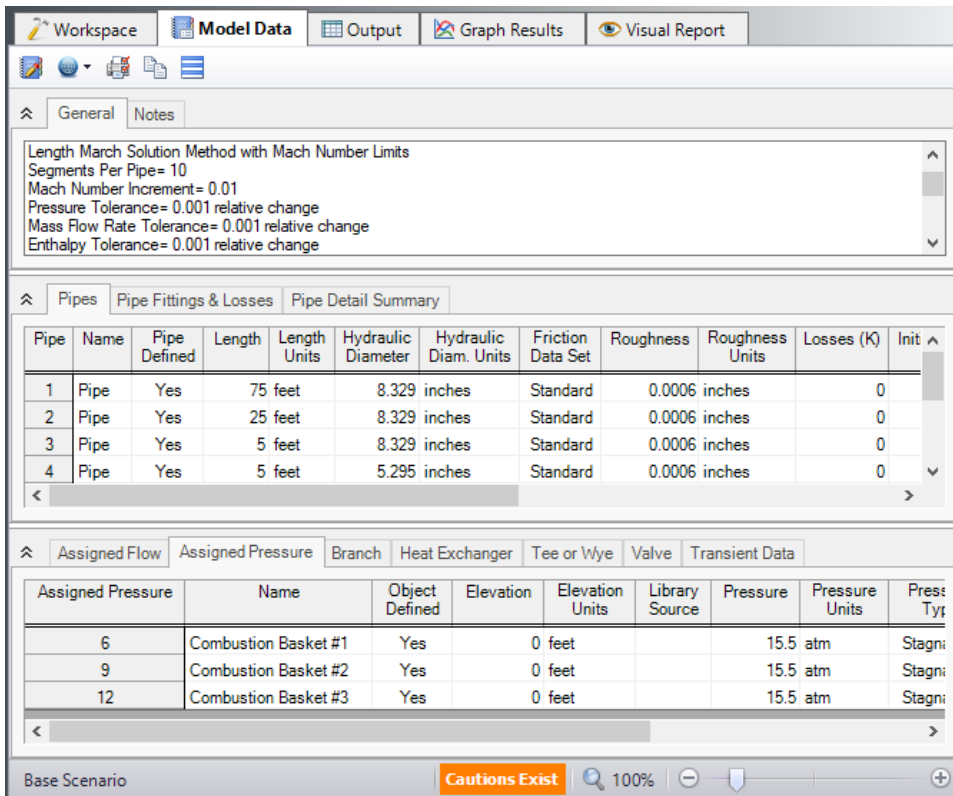 Workspace Model Data Output Graph Results Visual Report
General Notes
Length March Solution Method with Mach Number Limits
Segments Per Pipe= 10
Mach Number Increment= 0.01
Pressure Tolerance= 0.001 relative change
Mass Flow Rate Tolerance= 0.001 relative change
Enthalpy Tolerance= 0.001 relative change
Pipes Pipe Fittings & Losses Pipe Detail Summary
Pipe Name Pipe Defined Length Length Units Hydraulic Diameter Hydraulic Diam. Units Friction Data Set Roughness Roughness Units Losses (K) Init
1 Pipe Yes 75 feet 8.329 inches Standard 0.0006 inches 0
2 Pipe Yes 25 feet 8.329 inches Standard 0.0006 inches 0
3 Pipe Yes 5 feet 8.329 inches Standard 0.0006 inches 0
4 Pipe Yes 5 feet 5.295 inches Standard 0.0006 inches 0
Assigned Flow Assigned Pressure Branch Heat Exchanger Tee or Wye Valve Transient Data
Assigned Pressure Name Object Defined Elevation Elevation Units Library Source Pressure Pressure Units Press Typ
6 Combustion Basket #1 Yes 0 feet 15.5 atm Stagna
9 Combustion Basket #2 Yes 0 feet 15.5 atm Stagna
12 Combustion Basket #3 Yes 0 feet 15.5 atm Stagna
Base Scenario Cautions Exist 100%